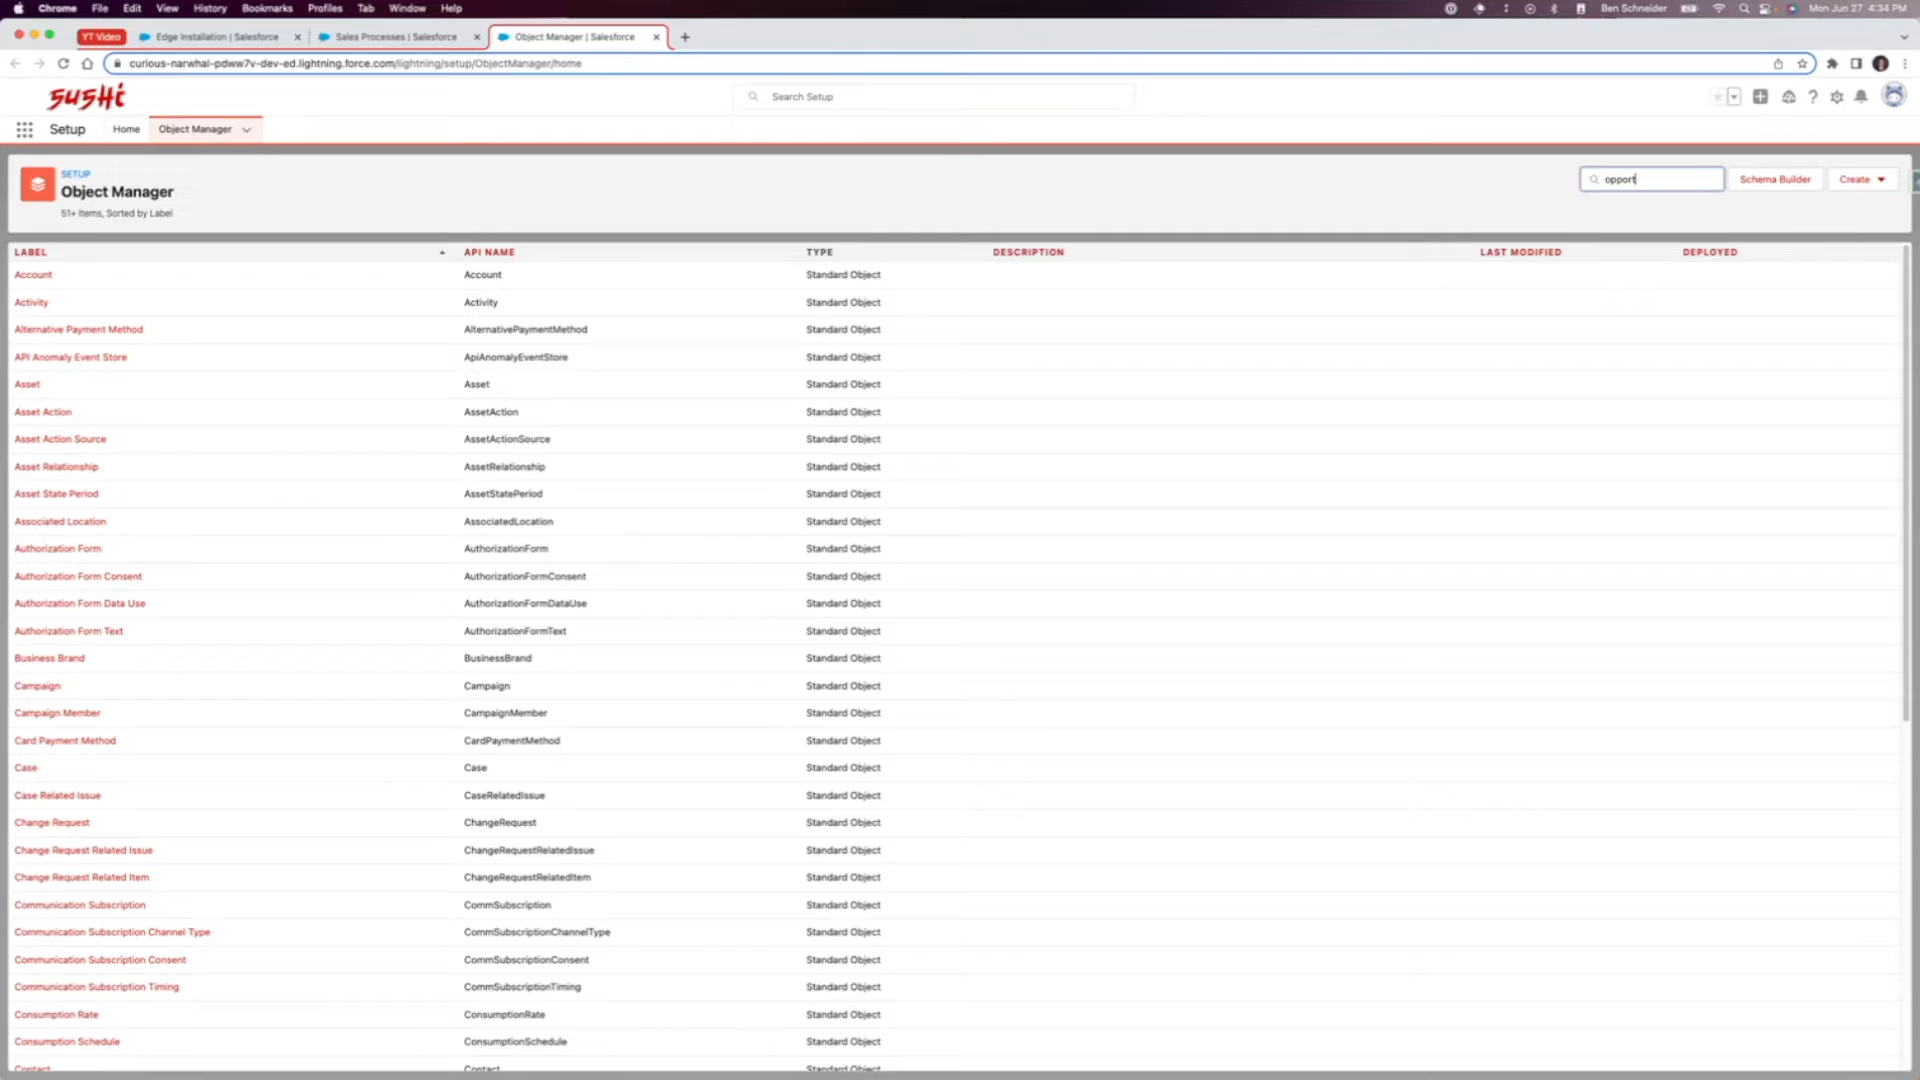 Chrome File Edit View History Bookmarks Profiles Tab Window Help Ben Schneider Mon Jun 27 4:34 PM
YT Video Edge Installation | Salesforce Sales Processes | Salesforce Object Manager | Salesforce
curious-narwhal-pdww7v-dev-ed.lightning.force.com/lightning/setup/ObjectManager/home
SUSHI Search Setup
Setup Home Object Manager
SETUP
Object Manager
51+ Items, Sorted by Label
opport Schema Builder Create
LABEL API NAME TYPE DESCRIPTION LAST MODIFIED DEPLOYED
Account Account Standard Object
Activity Activity Standard Object
Alternative Payment Method AlternativePaymentMethod Standard Object
API Anomaly Event Store ApiAnomalyEventStore Standard Object
Asset Asset Standard Object
Asset Action AssetAction Standard Object
Asset Action Source AssetActionSource Standard Object
Asset Relationship AssetRelationship Standard Object
Asset State Period AssetStatePeriod Standard Object
Associated Location AssociatedLocation Standard Object
Authorization Form AuthorizationForm Standard Object
Authorization Form Consent AuthorizationFormConsent Standard Object
Authorization Form Data Use AuthorizationFormDataUse Standard Object
Authorization Form Text AuthorizationFormText Standard Object
Business Brand BusinessBrand Standard Object
Campaign Campaign Standard Object
Campaign Member CampaignMember Standard Object
Card Payment Method CardPaymentMethod Standard Object
Case Case Standard Object
Case Related Issue CaseRelatedIssue Standard Object
Change Request ChangeRequest Standard Object
Change Request Related Issue ChangeRequestRelatedIssue Standard Object
Change Request Related Item ChangeRequestRelatedItem Standard Object
Communication Subscription CommSubscription Standard Object
Communication Subscription Channel Type CommSubscriptionChannelType Standard Object
Communication Subscription Consent CommSubscriptionConsent Standard Object
Communication Subscription Timing CommSubscriptionTiming Standard Object
Consumption Rate ConsumptionRate Standard Object
Consumption Schedule ConsumptionSchedule Standard Object
Contact Contact Standard Object